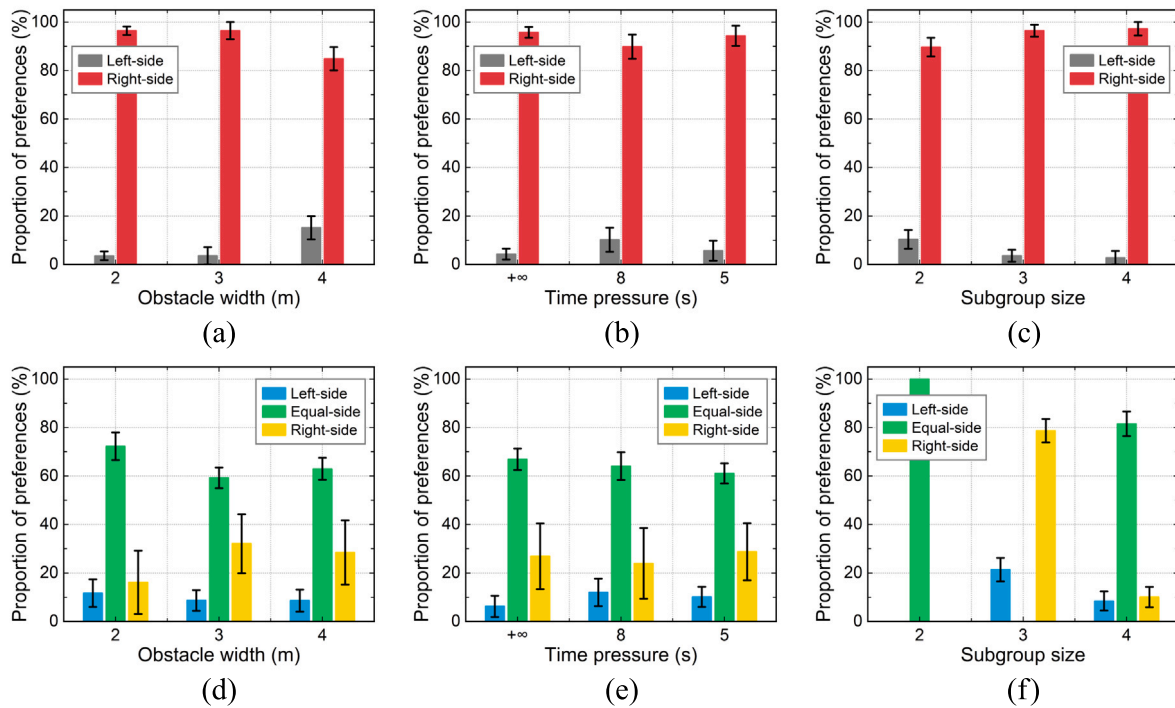 Proportion of preferences (%)
100
80
60
40
20
0
Left-side
Right-side
2 3 4
Obstacle width (m)
(a)
Proportion of preferences (%)
100
80
60
40
20
0
Left-side
Right-side
+∞ 8 5
Time pressure (s)
(b)
Proportion of preferences (%)
100
80
60
40
20
0
Left-side
Right-side
2 3 4
Subgroup size
(c)
Proportion of preferences (%)
100
80
60
40
20
0
Left-side
Equal-side
Right-side
2 3 4
Obstacle width (m)
(d)
Proportion of preferences (%)
100
80
60
40
20
0
Left-side
Equal-side
Right-side
+∞ 8 5
Time pressure (s)
(e)
Proportion of preferences (%)
100
80
60
40
20
0
Left-side
Equal-side
Right-side
2 3 4
Subgroup size
(f)